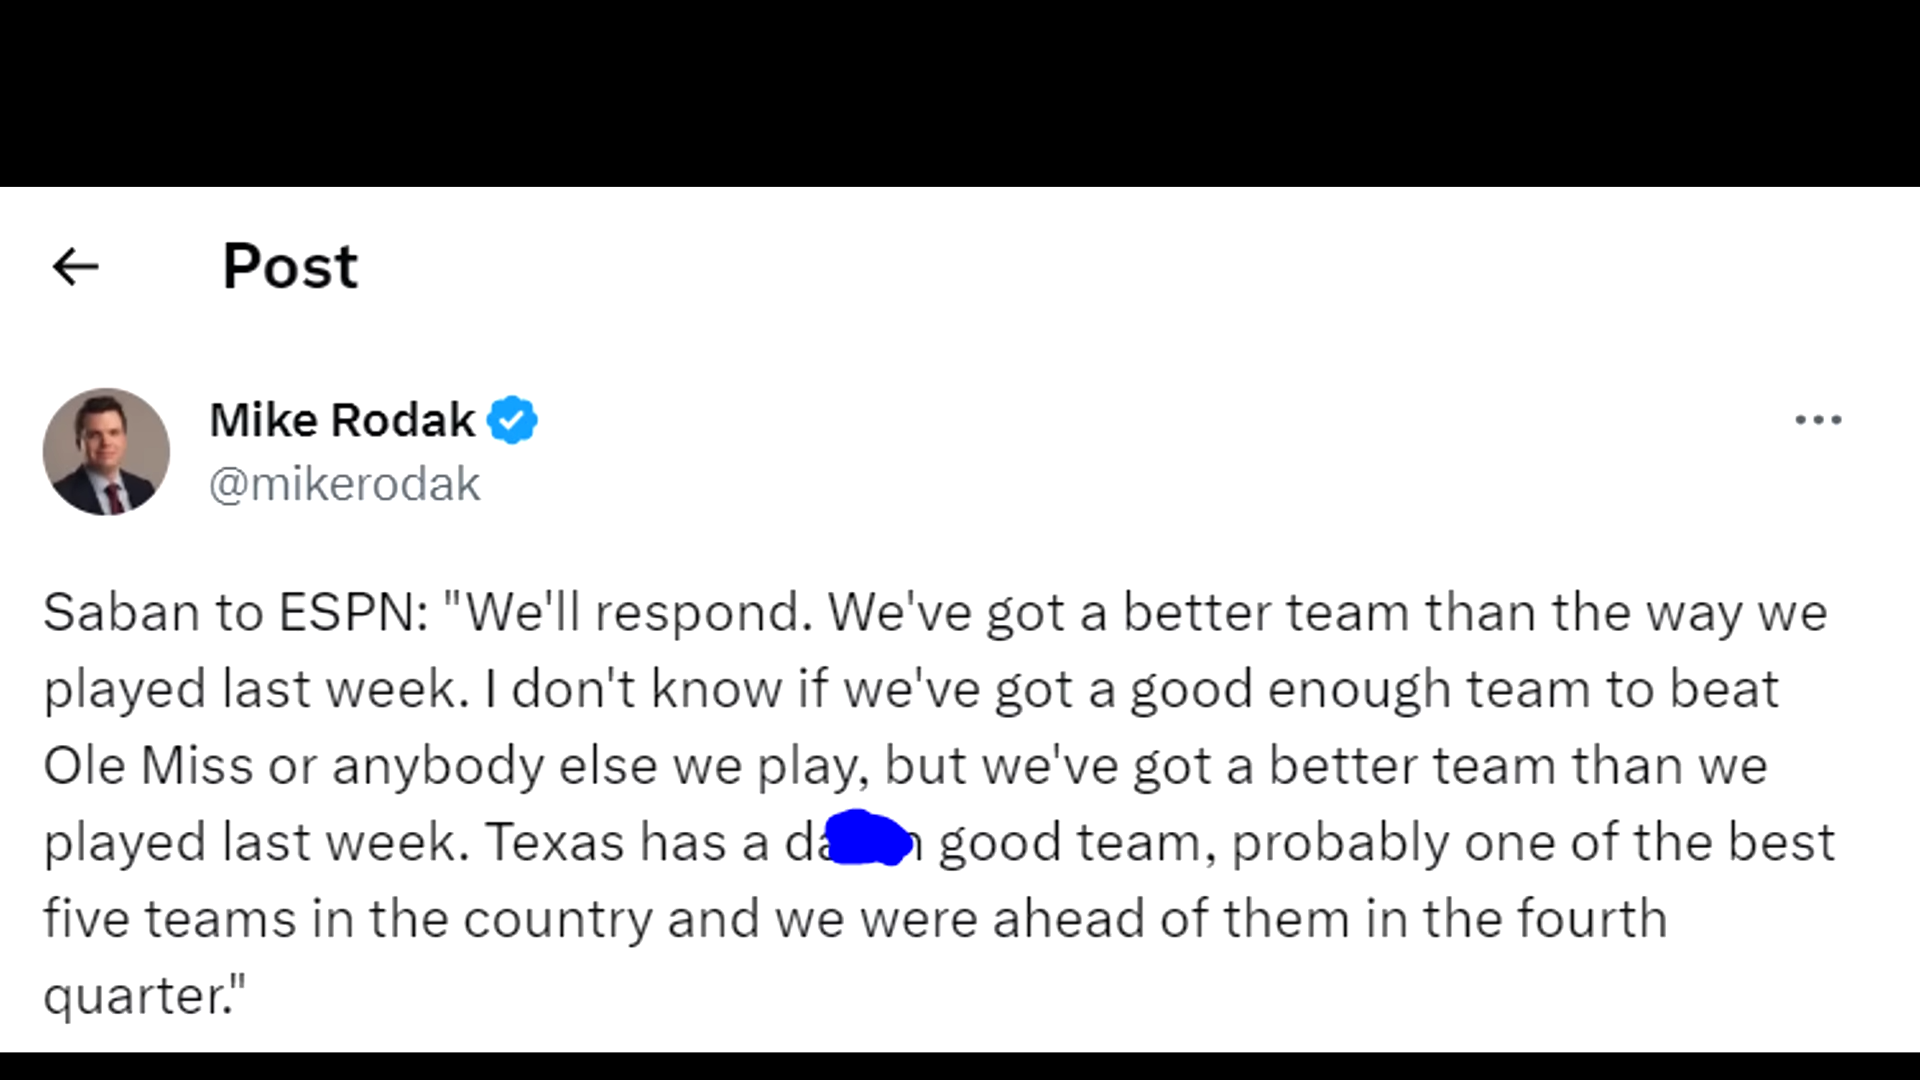 Post
Mike Rodak
@mikerodak
Saban to ESPN: "We'll respond. We've got a better team than the way we
played last week. I don't know if we've got a good enough team to beat
Ole Miss or anybody else we play, but we've got a better team than we
played last week. Texas has a good team, probably one of the best
five teams in the country and we were ahead of them in the fourth
quarter."